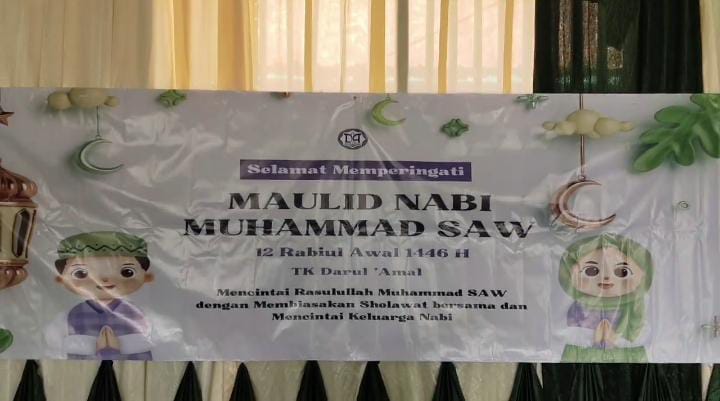 Selamat Memperingati
MAULID NABI
MUHAMMAD SAW
12 Rabiul Awal 1446 H
TK Darul 'Amal
Mencintai Rasulullah Muhammad SAW
dengan Membiasakan Sholawat bersama dan
Mencintai Keluarga Nabi